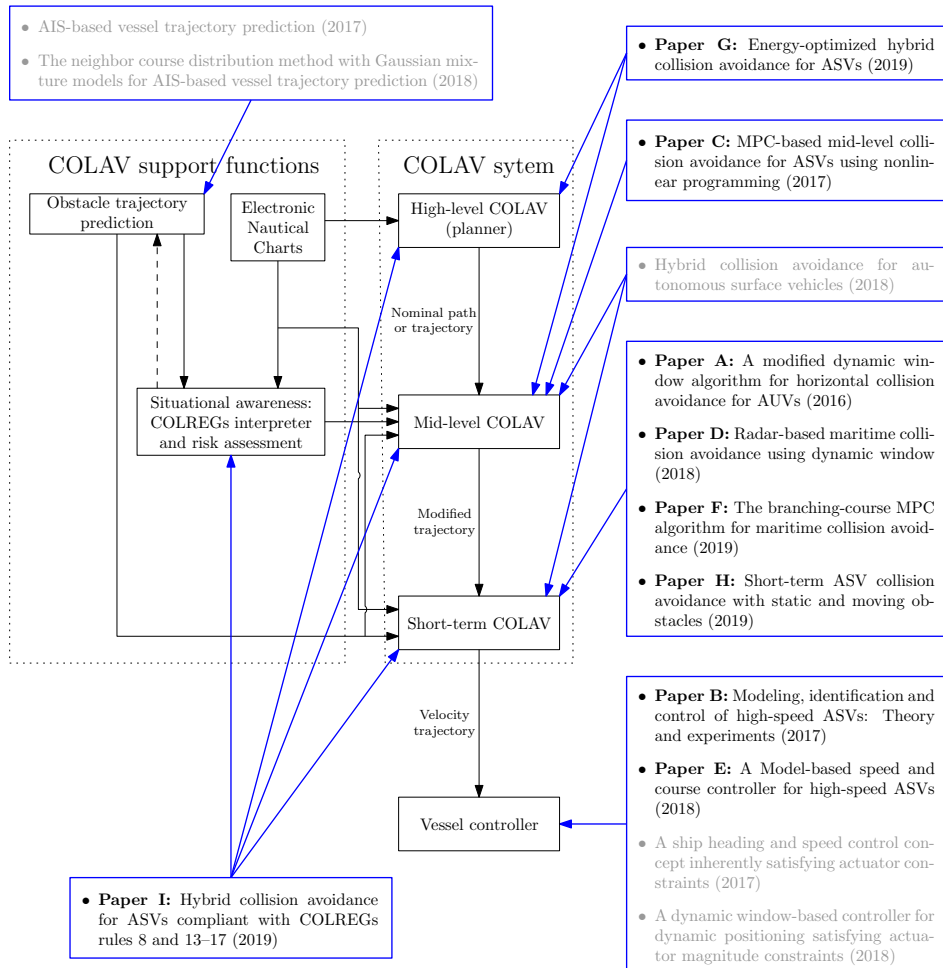 • AIS-based vessel trajectory prediction (2017)
• The neighbor course distribution method with Gaussian mix-
ture models for AIS-based vessel trajectory prediction (2018)
• Paper G: Energy-optimized hybrid
collision avoidance for ASVs (2019)
• Paper C: MPC-based mid-level colli-
sion avoidance for ASVs using nonlinear
programming (2017)
• Hybrid collision avoidance for au-
tonomous surface vehicles (2018)
• Paper A: A modified dynamic win-
dow algorithm for horizontal collision
avoidance for AUVs (2016)
• Paper D: Radar-based maritime colli-
sion avoidance using dynamic window
(2018)
• Paper F: The branching-course MPC
algorithm for maritime collision avoid-
ance (2019)
• Paper H: Short-term ASV collision
avoidance with static and moving ob-
stacles (2019)
• Paper B: Modeling, identification and
control of high-speed ASVs: Theory
and experiments (2017)
• Paper E: A Model-based speed and
course controller for high-speed ASVs
(2018)
• A ship heading and speed control con-
cept inherently satisfying actuator con-
straints (2017)
• A dynamic window-based controller for
dynamic positioning satisfying actuator
magnitude constraints (2018)
COLAV support functions
COLAV sytem
Obstacle trajectory
prediction
Electronic
Nautical
Charts
High-level COLAV
(planner)
Nominal path
or trajectory
Situational awareness:
COLREGs interpreter
and risk assessment
Mid-level COLAV
Modified
trajectory
Short-term COLAV
Velocity
trajectory
Vessel controller
• Paper I: Hybrid collision avoidance
for ASVs compliant with COLREGs
rules 8 and 13–17 (2019)